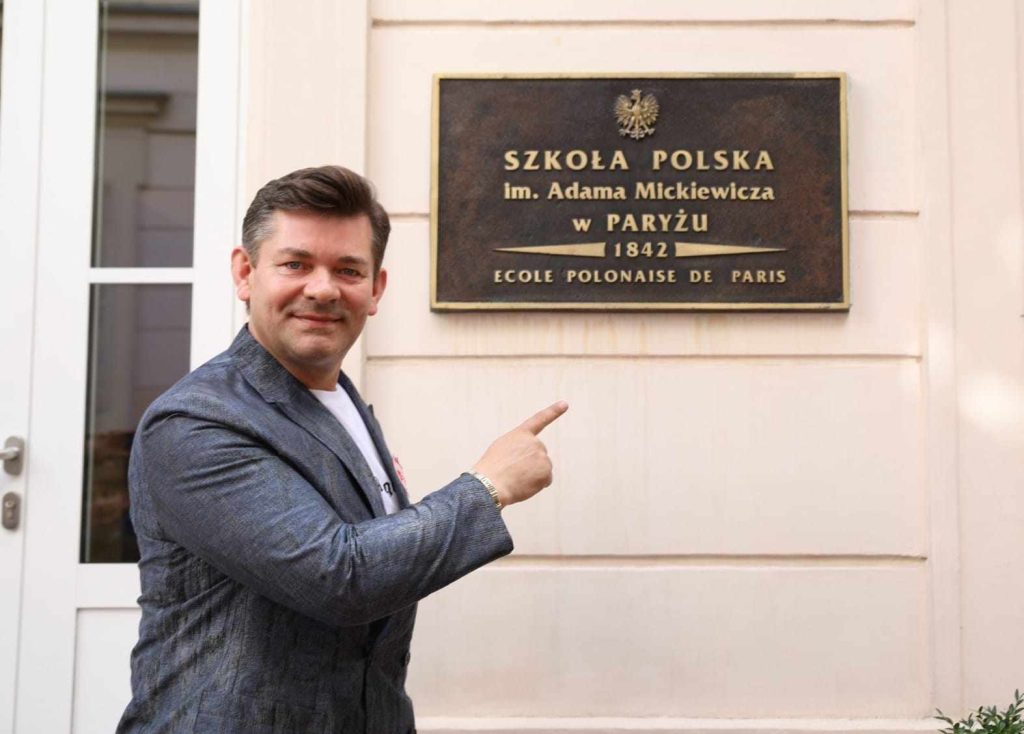 SZKOŁA POLSKA
im. Adama Mickiewicza
w PARYŻU
1842
ECOLE POLONAISE DE PARIS